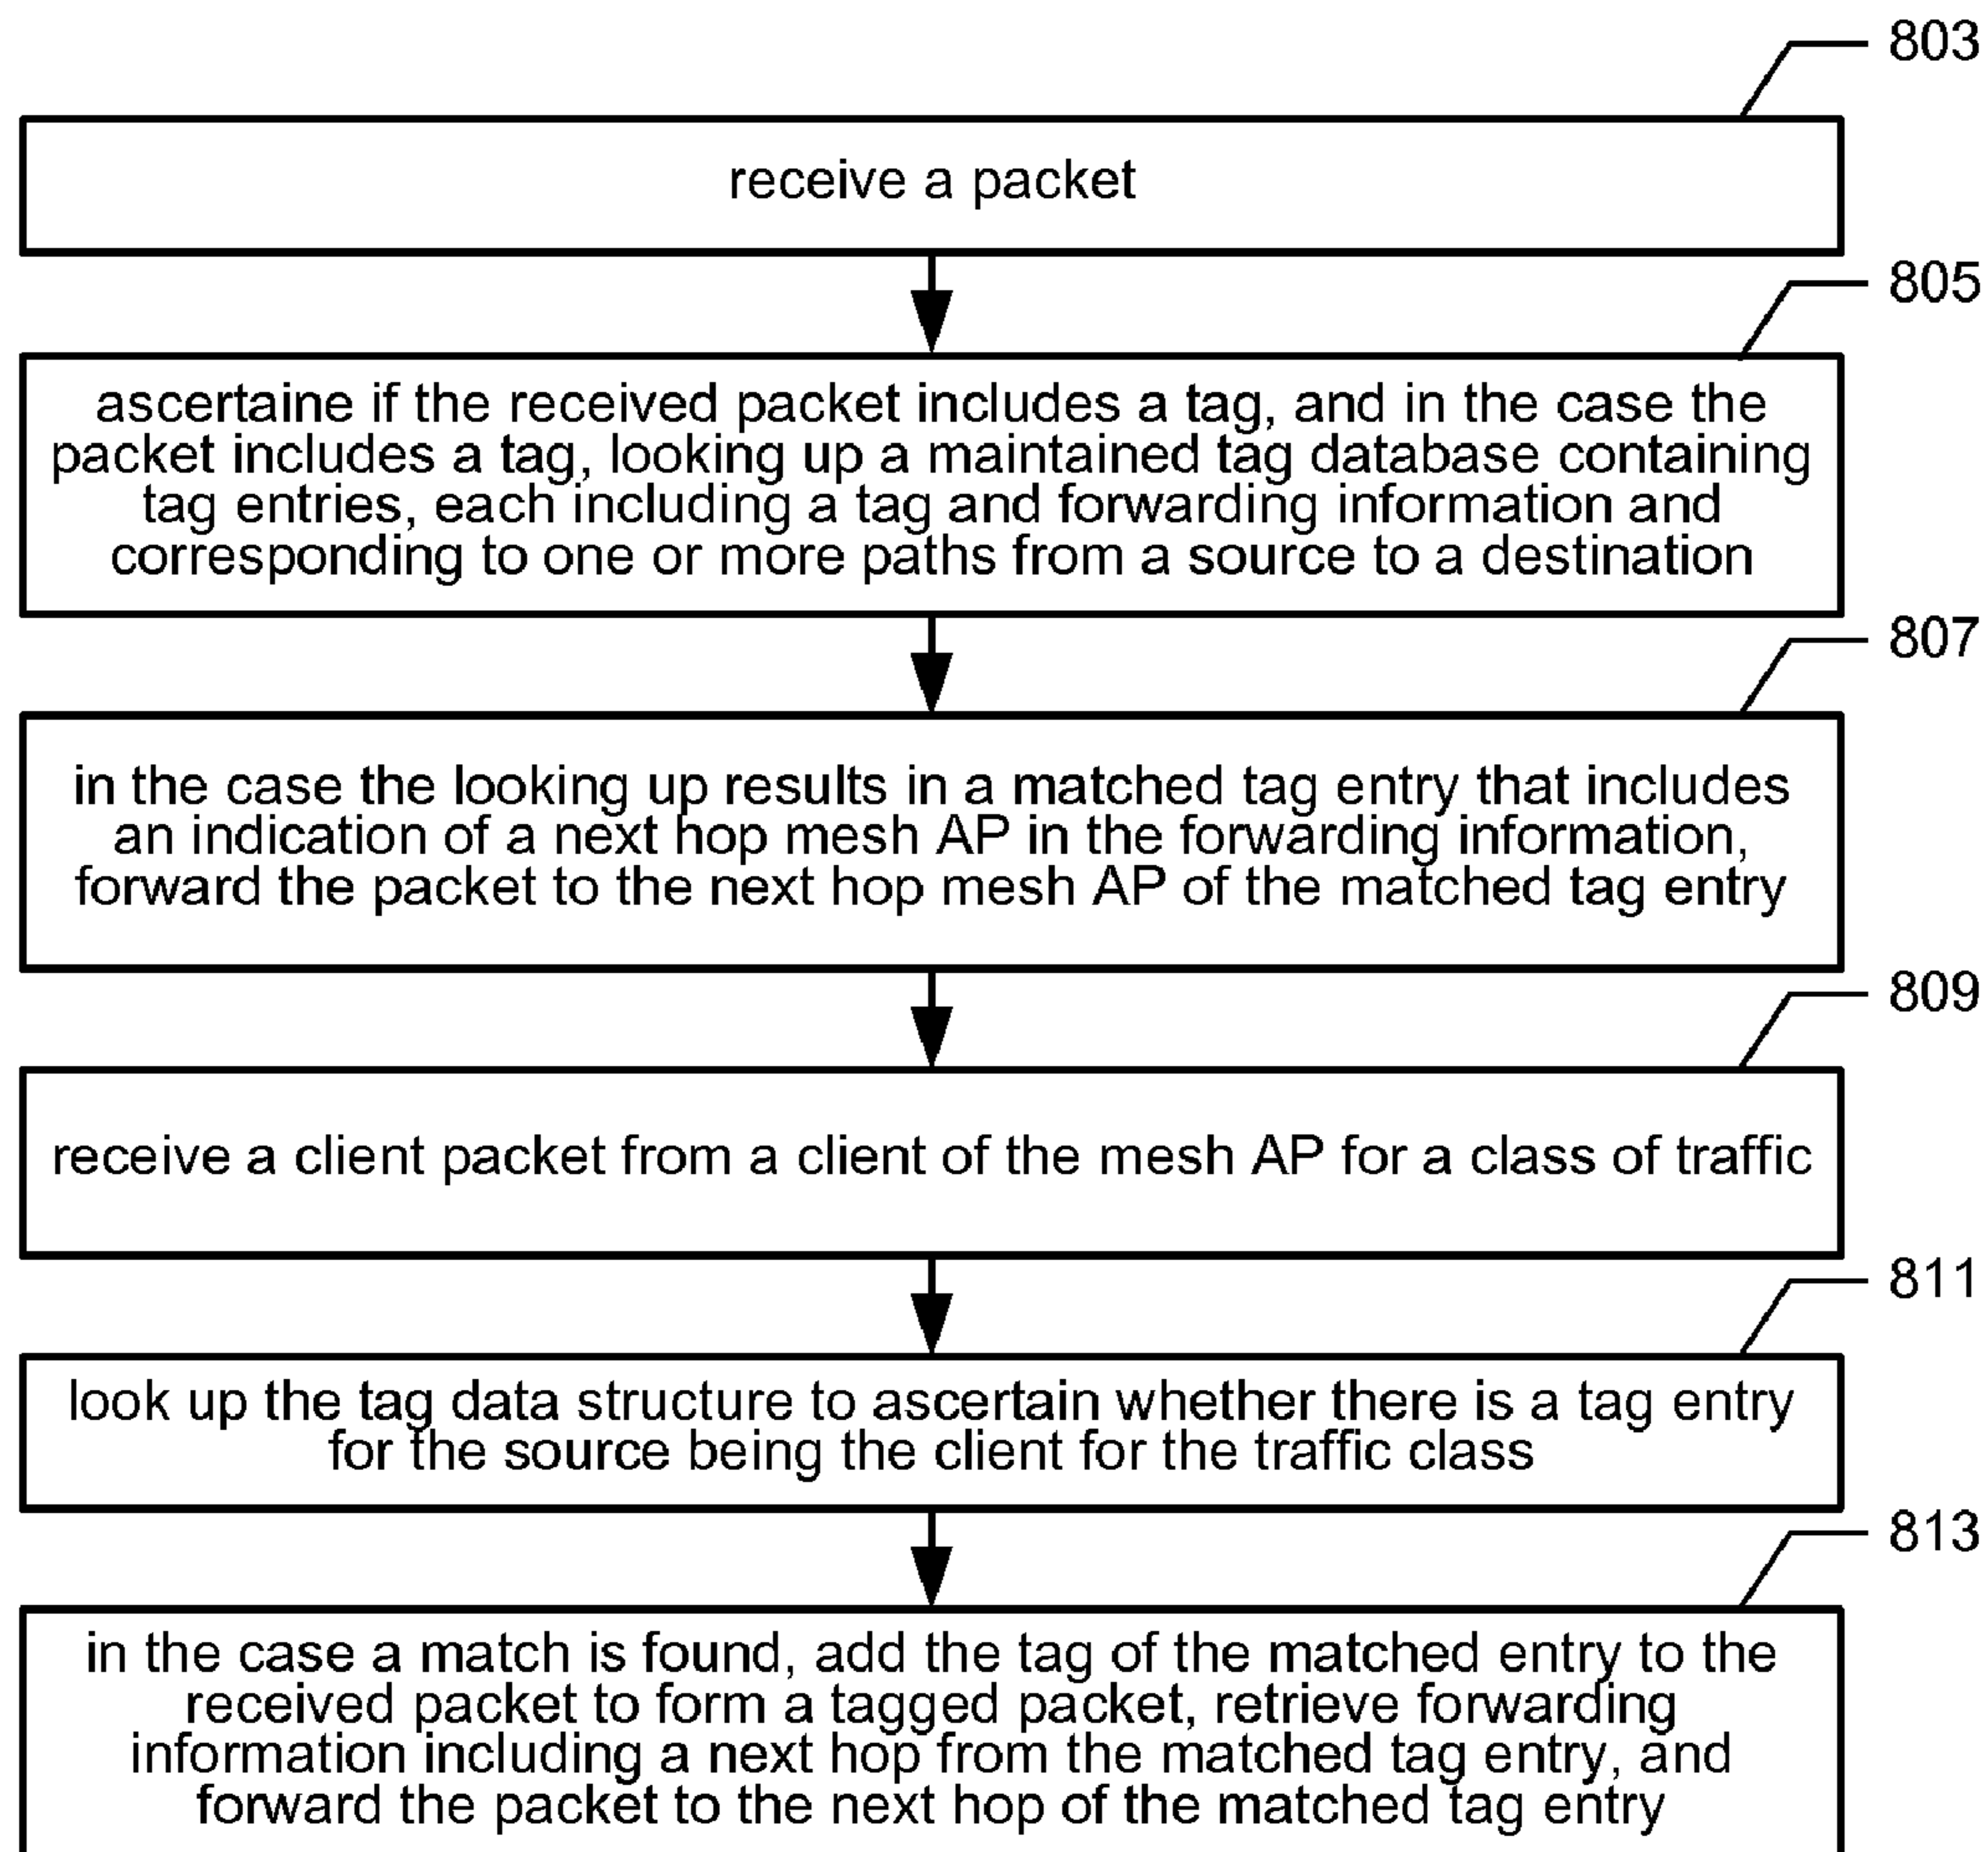 803
receive a packet
805
ascertaine if the received packet includes a tag, and in the case the
packet includes a tag, looking up a maintained tag database containing
tag entries, each including a tag and forwarding information and
corresponding to one or more paths from a source to a destination
807
in the case the looking up results in a matched tag entry that includes
an indication of a next hop mesh AP in the forwarding information,
forward the packet to the next hop mesh AP of the matched tag entry
809
receive a client packet from a client of the mesh AP for a class of traffic
811
look up the tag data structure to ascertain whether there is a tag entry
for the source being the client for the traffic class
813
in the case a match is found, add the tag of the matched entry to the
received packet to form a tagged packet, retrieve forwarding
information including a next hop from the matched tag entry, and
forward the packet to the next hop of the matched tag entry